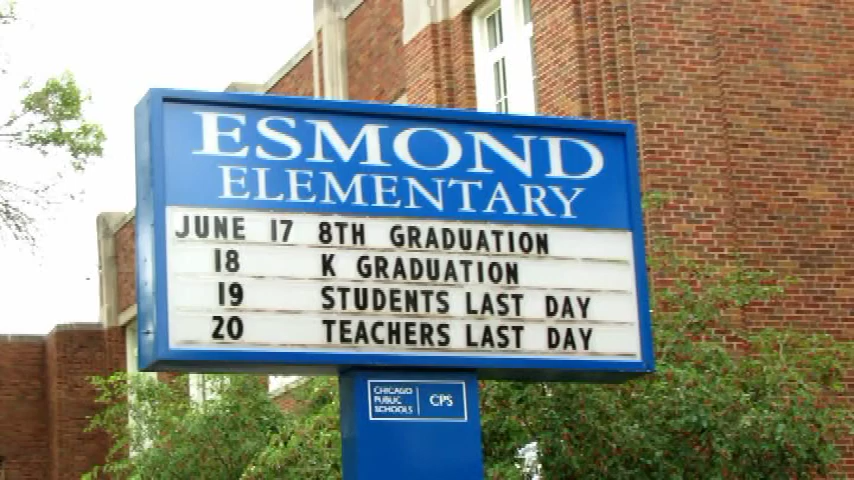 ESMOND
ELEMENTARY
JUNE 17 8TH GRADUATION
18 K GRADUATION
19 STUDENTS LAST DAY
20 TEACHERS LAST DAY
CHICAGO
PUBLIC
SCHOOLS
CPS